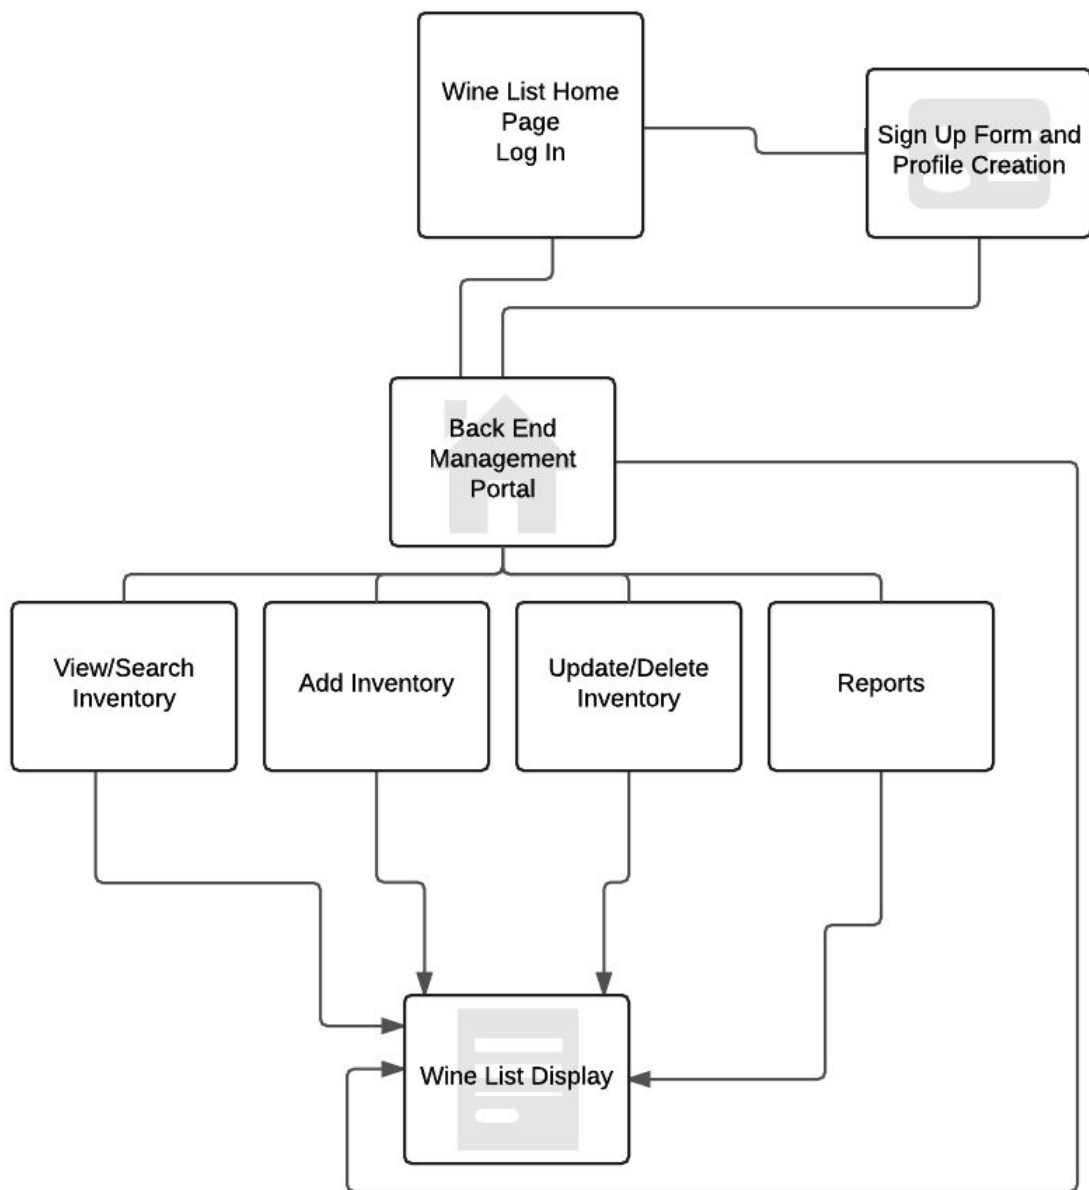 Wine List Home
Page
Log In
Sign Up Form and
Profile Creation
Back End
Management
Portal
View/Search
Inventory
Add Inventory
Update/Delete
Inventory
Reports
Wine List Display